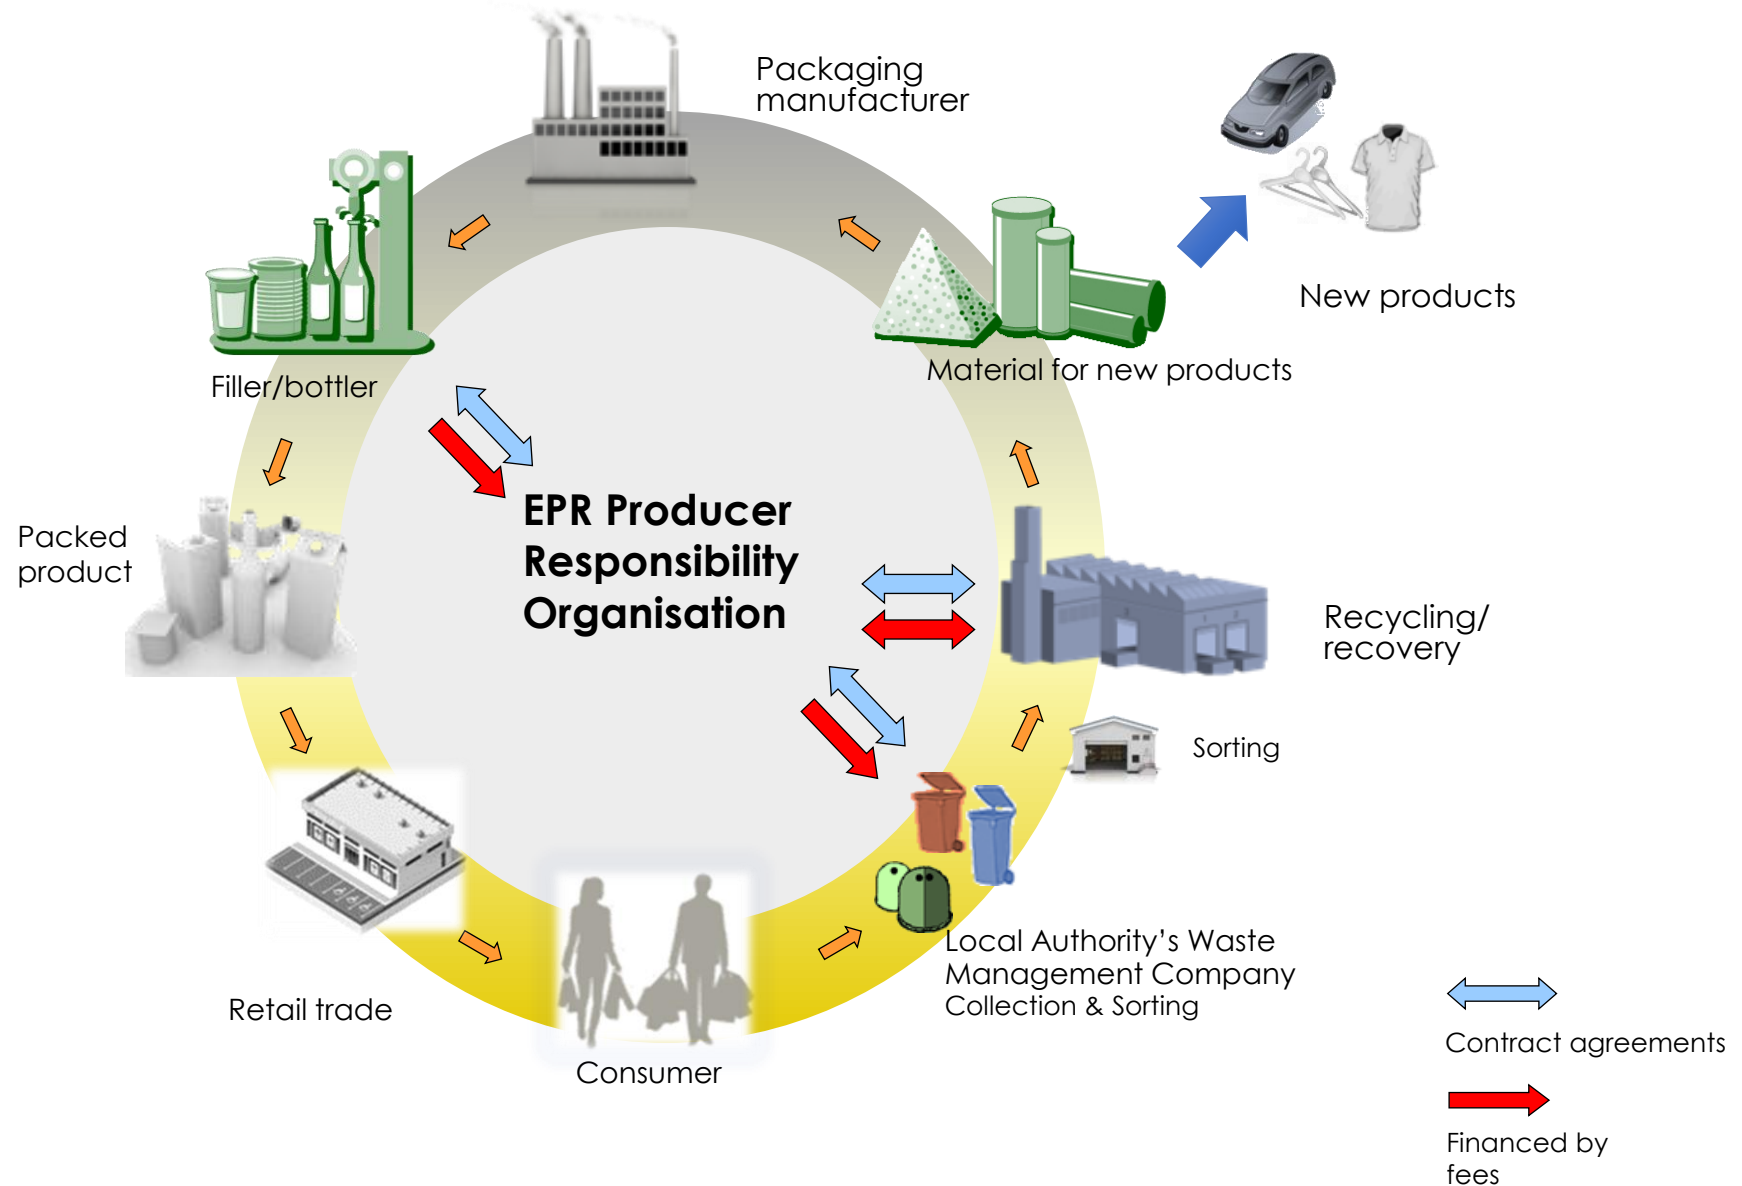 Packaging
manufacturer
New products
Material for new products
Filler/bottler
EPR Producer
Responsibility
Organisation
Packed
product
Recycling/
recovery
Sorting
Local Authority’s Waste
Management Company
Collection & Sorting
Retail trade
Consumer
Contract agreements
Financed by
fees